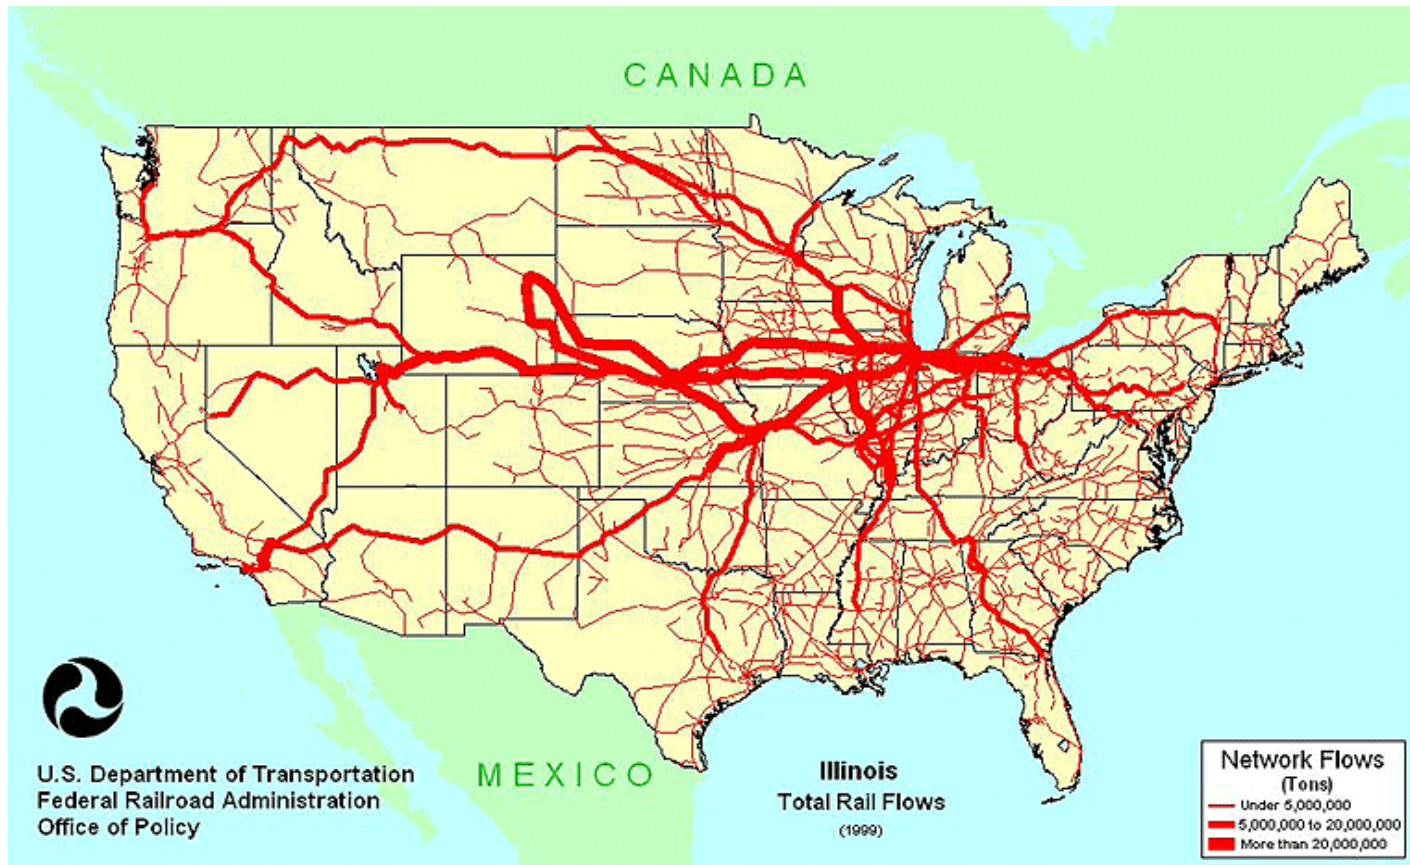 CANADA
MEXICO
U.S. Department of Transportation
Federal Railroad Administration
Office of Policy
Illinois
Total Rail Flows
(1999)
Network Flows
(Tons)
Under 5,000,000
5,000,000 to 20,000,000
More than 20,000,000